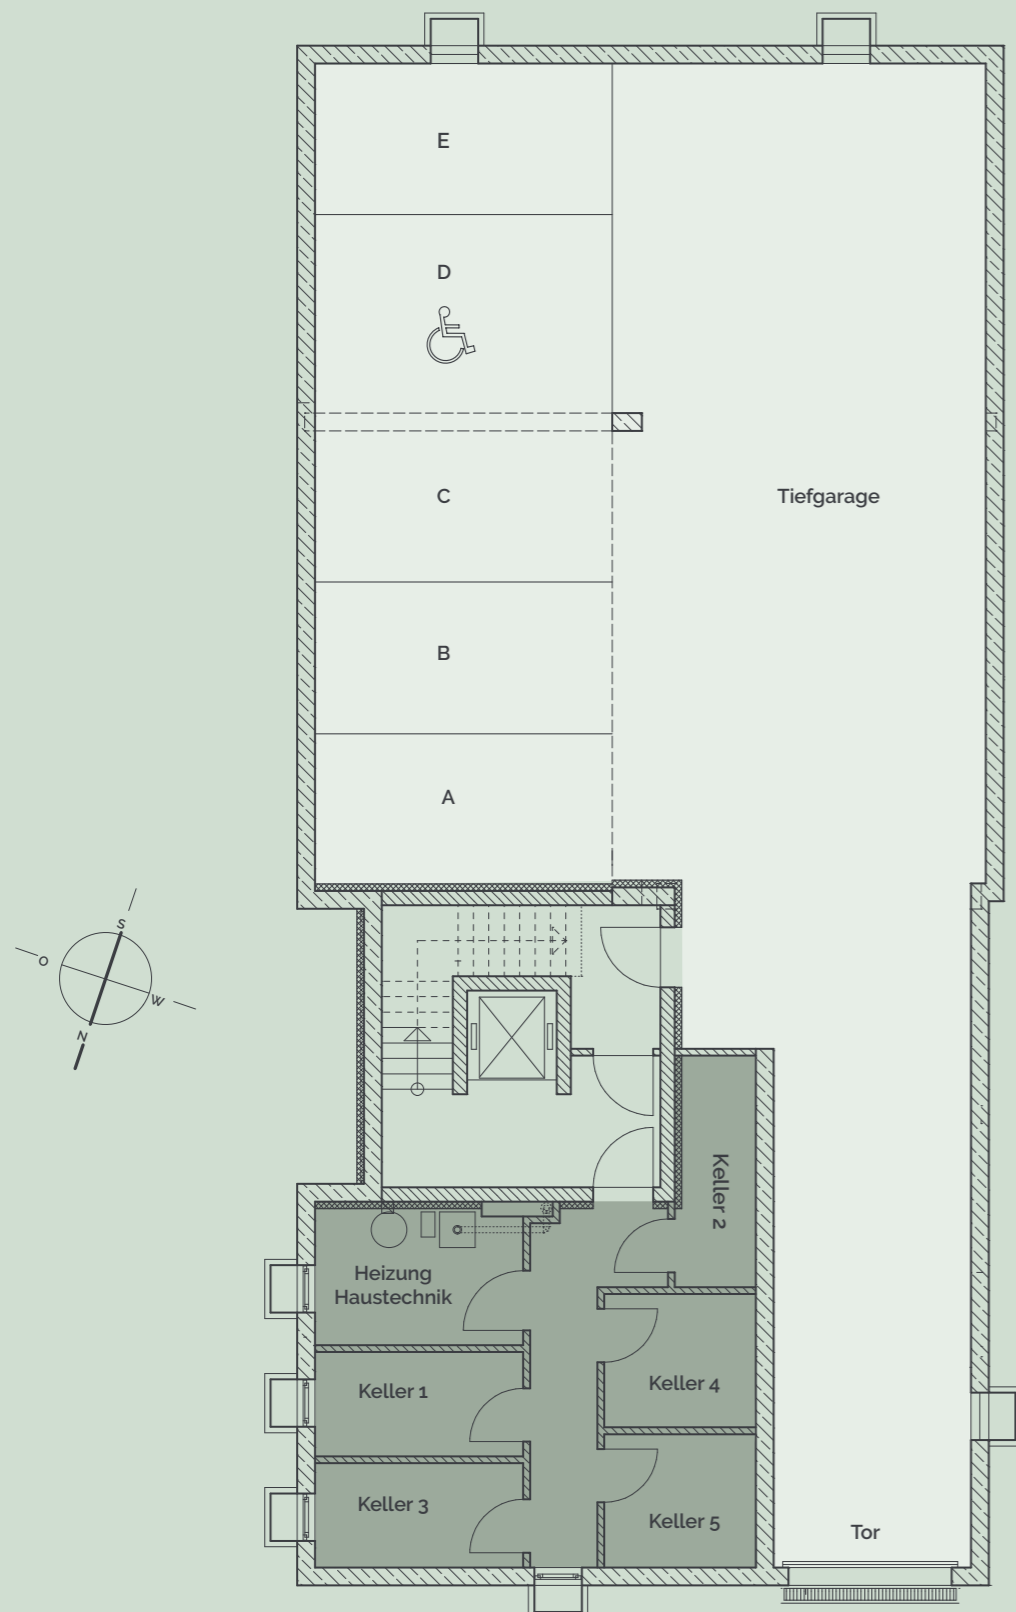 E
D
C
Tiefgarage
B
A
S
O
W
N
Keller 2
Heizung
Haustechnik
Keller 1
Keller 4
Keller 3
Keller 5
Tor